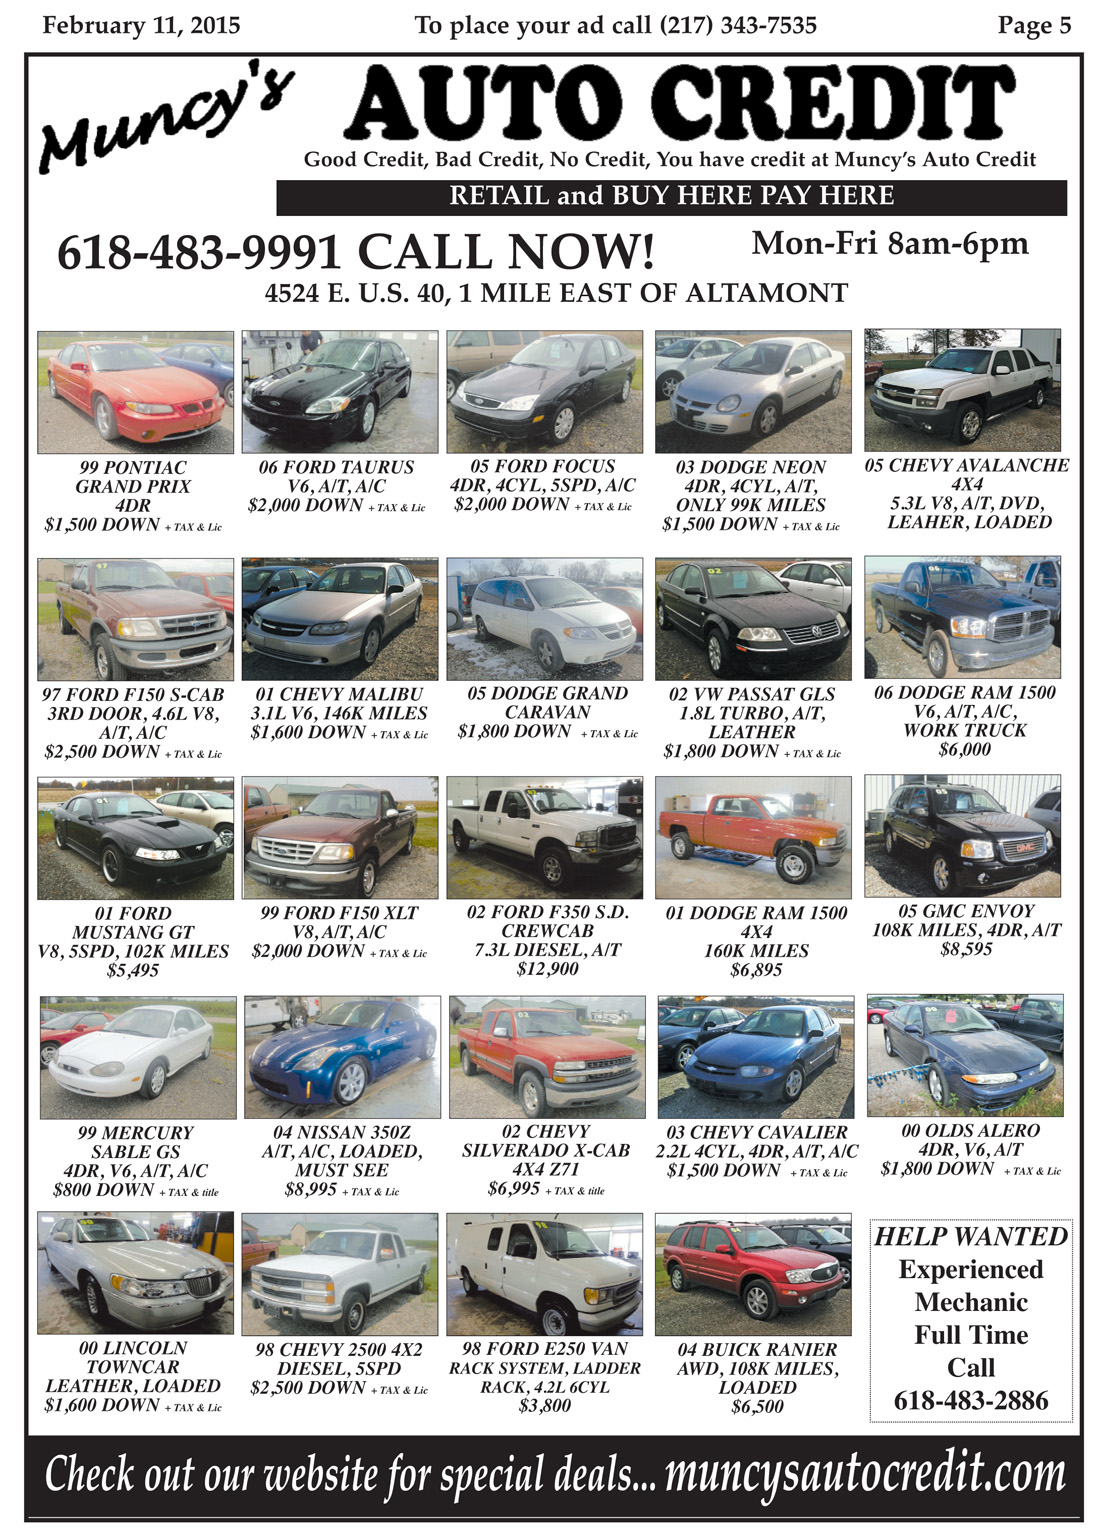 February 11, 2015
To place your ad call (217) 343-7535
Page 5
Muncy's
AUTO CREDIT
Good Credit, Bad Credit, No Credit, You have credit at Muncy's Auto Credit
RETAIL and BUY HERE PAY HERE
618-483-9991 CALL NOW!
Mon-Fri 8am-6pm
4524 E. U.S. 40, 1 MILE EAST OF ALTAMONT
99 PONTIAC
GRAND PRIX
4DR
$1,500 DOWN + TAX & Lic
06 FORD TAURUS
V6, A/T, A/C
$2,000 DOWN + TAX & Lic
05 FORD FOCUS
4DR, 4CYL, 5SPD, A/C
$2,000 DOWN + TAX & Lic
03 DODGE NEON
4DR, 4CYL, A/T,
ONLY 99K MILES
$1,500 DOWN + TAX & Lic
05 CHEVY AVALANCHE
4X4
5.3L V8, A/T, DVD,
LEAHER, LOADED
97 FORD F150 S-CAB
3RD DOOR, 4.6L V8,
A/T, A/C
$2,500 DOWN + TAX & Lic
01 CHEVY MALIBU
3.1L V6, 146K MILES
$1,600 DOWN + TAX & Lic
05 DODGE GRAND
CARAVAN
$1,800 DOWN + TAX & Lic
02 VW PASSAT GLS
1.8L TURBO, A/T,
LEATHER
$1,800 DOWN + TAX & Lic
06 DODGE RAM 1500
V6, A/T, A/C,
WORK TRUCK
$6,000
01 FORD
MUSTANG GT
V8, 5SPD, 102K MILES
$5,495
99 FORD F150 XLT
V8, A/T, A/C
$2,000 DOWN + TAX & Lic
02 FORD F350 S.D.
CREWCAB
7.3L DIESEL, A/T
$12,900
01 DODGE RAM 1500
4X4
160K MILES
$6,895
05 GMC ENVOY
108K MILES, 4DR, A/T
$8,595
99 MERCURY
SABLE GS
4DR, V6, A/T, A/C
$800 DOWN + TAX & title
04 NISSAN 350Z
A/T, A/C, LOADED,
MUST SEE
$8,995 + TAX & Lic
02 CHEVY
SILVERADO X-CAB
4X4 Z71
$6,995 + TAX & title
03 CHEVY CAVALIER
2.2L 4CYL, 4DR, A/T, A/C
$1,500 DOWN + TAX & Lic
00 OLDS ALERO
4DR, V6, A/T
$1,800 DOWN + TAX & Lic
00 LINCOLN
TOWNCAR
LEATHER, LOADED
$1,600 DOWN + TAX & Lic
98 CHEVY 2500 4X2
DIESEL, 5SPD
$2,500 DOWN + TAX & Lic
98 FORD E250 VAN
RACK SYSTEM, LADDER
RACK, 4.2L 6CYL
$3,800
04 BUICK RANIER
AWD, 108K MILES,
LOADED
$6,500
HELP WANTED
Experienced
Mechanic
Full Time
Call
618-483-2886
Check out our website for special deals... muncysautocredit.com